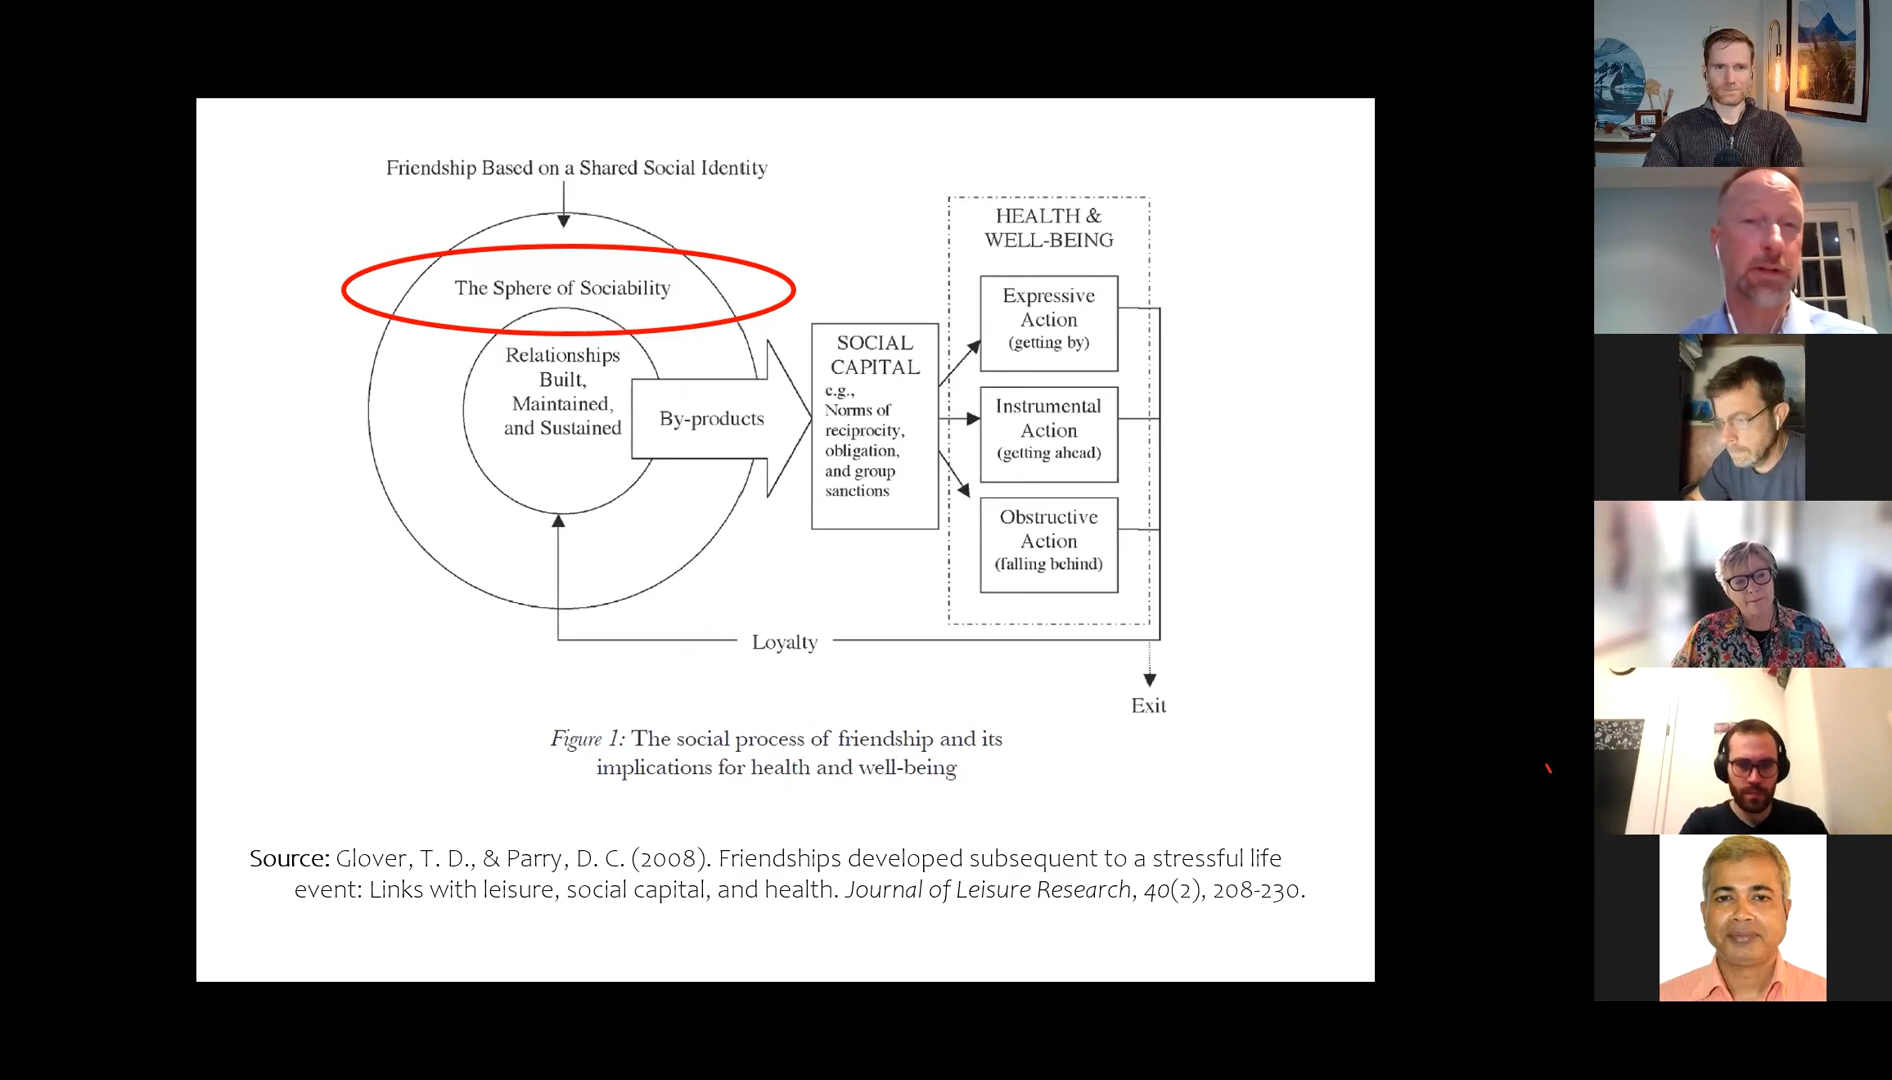 Friendship Based on a Shared Social Identity
The Sphere of Sociability
Relationships
Built,
Maintained,
and Sustained
By-products
SOCIAL
CAPITAL
e.g.,
Norms of
reciprocity,
obligation,
and group
sanctions
HEALTH &
WELL-BEING
Expressive
Action
(getting by)
Instrumental
Action
(getting ahead)
Obstructive
Action
(falling behind)
Loyalty
Exit
Figure 1: The social process of friendship and its
implications for health and well-being
Source: Glover, T. D., & Parry, D. C. (2008). Friendships developed subsequent to a stressful life
event: Links with leisure, social capital, and health. Journal of Leisure Research, 40(2), 208-230.